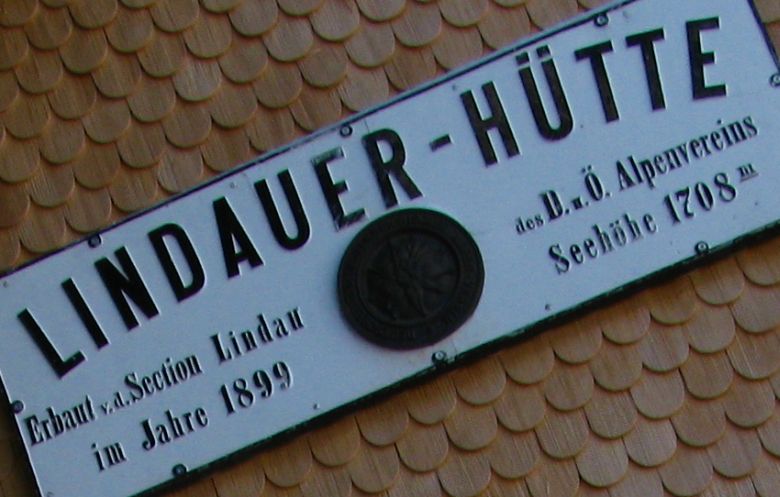 LINDAUER-HÜTTE
Erbaut v.d. Section Lindau
im Jahre 1899
des D. u. Ö. Alpenvereins
Seehöhe 1708 m